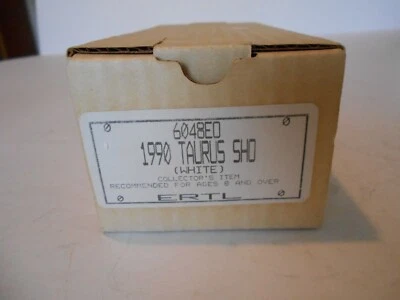 6048EO
1990 TAURUS SHO
(WHITE)
COLLECTOR'S ITEM
RECOMMENDED FOR AGES 8 AND OVER
ERTL